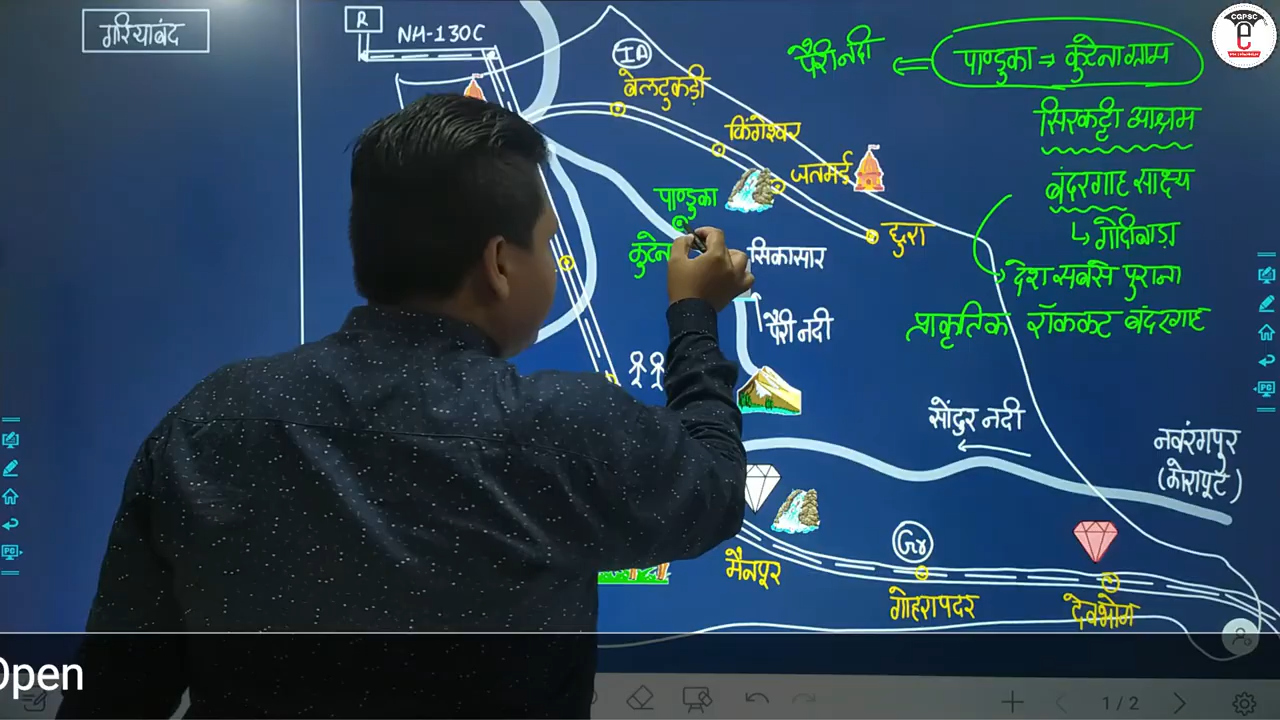 गरियाबंद
R
NH-130C
IA
बेलटुकड़ी
किंगेश्वर
जतमई
छुरा
पाण्डुका
सिकासार
पैरी नदी
सोंदुर नदी
नवरंगपुर
(कोरापुट)
मैनपुर
गोहरापदर
देवभोग
पैरी नदी ⇐ पाण्डुका ⇒ कुटेना ग्राम
सिरकट्टी आश्रम
बंदरगाह साक्ष्य
↳ गोदीवाड़ा
देश सबसे पुराना
प्राकृतिक रॉककट बंदरगाह
CGPSC
Open
1/2